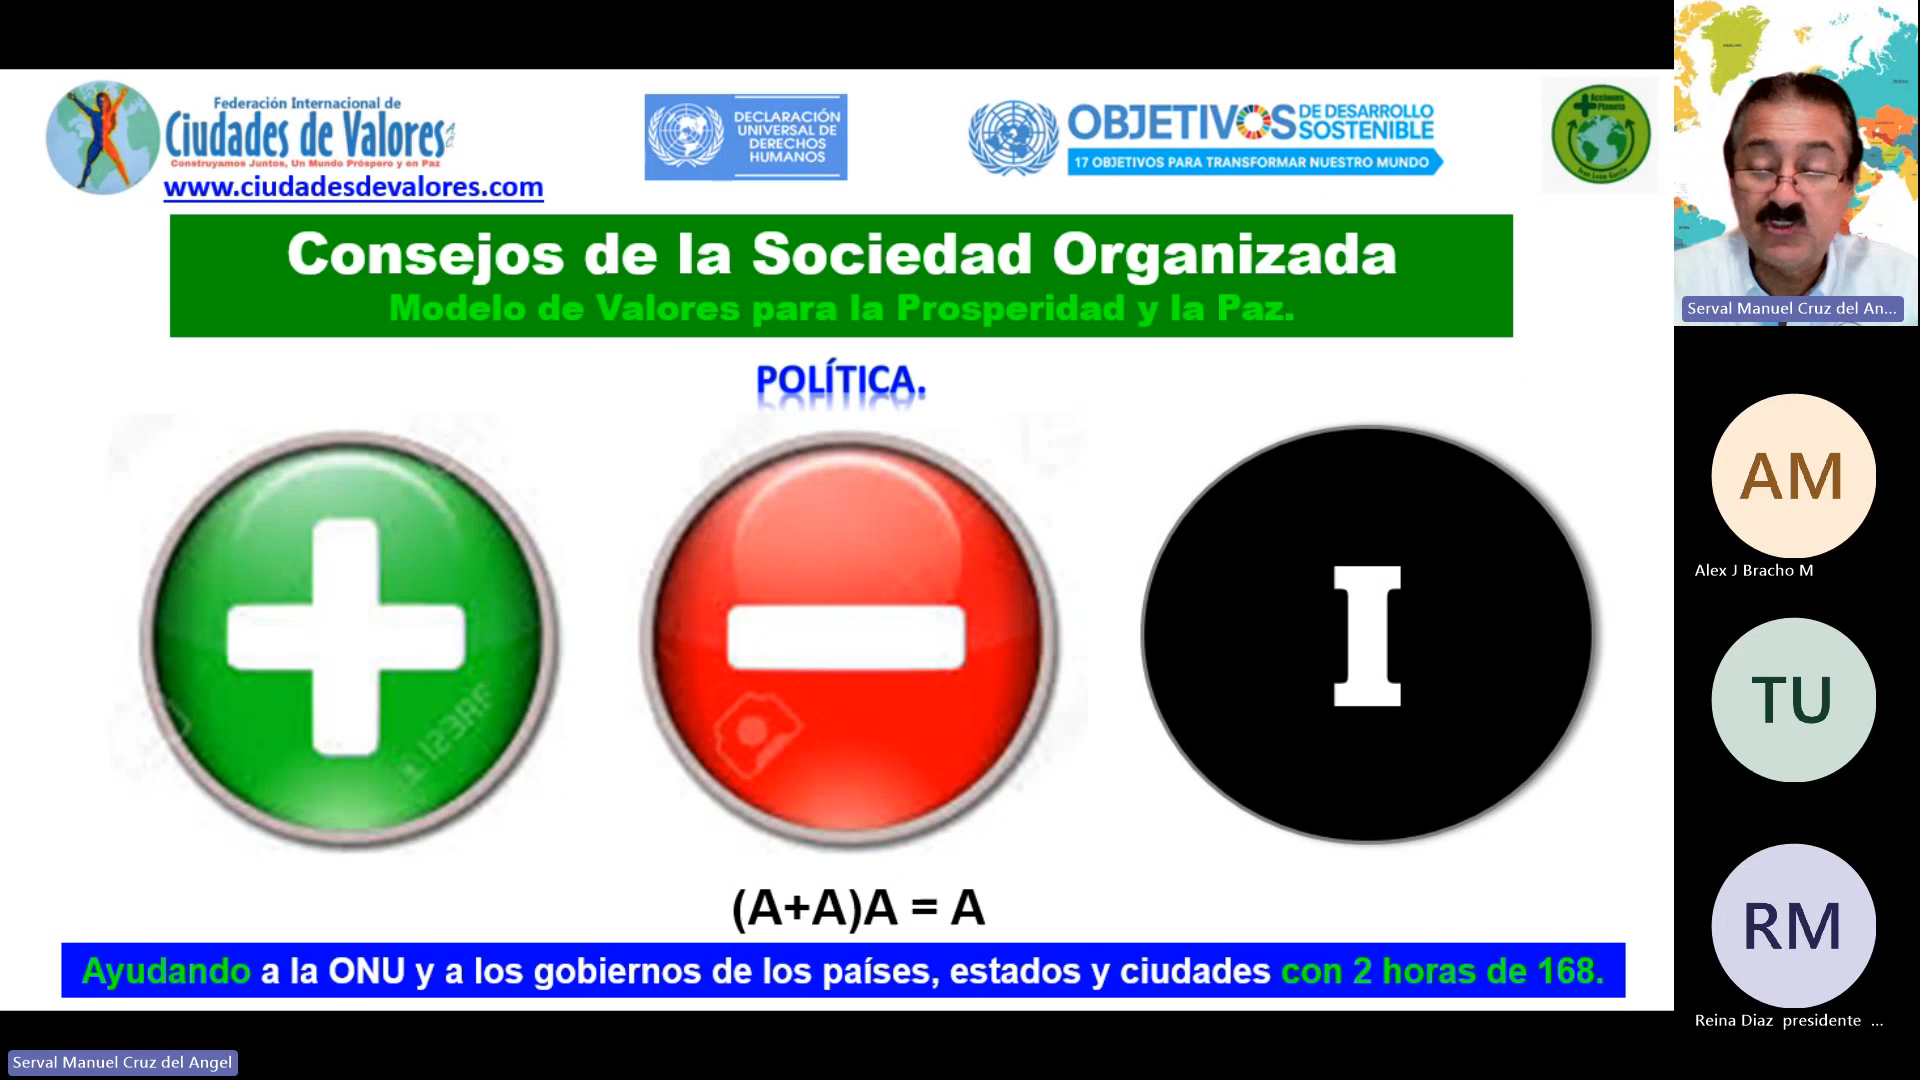 Federación Internacional de
Ciudades de Valores A.C.
Construyamos Juntos, Un Mundo Próspero y en Paz
www.ciudadesdevalores.com
DECLARACIÓN
UNIVERSAL DE
DERECHOS
HUMANOS
OBJETIVOS DE DESARROLLO
SOSTENIBLE
17 OBJETIVOS PARA TRANSFORMAR NUESTRO MUNDO
Acciones
Planeta
Consejos de la Sociedad Organizada
Modelo de Valores para la Prosperidad y la Paz.
POLÍTICA.
123RF
I
(A+A)A = A
Ayudando a la ONU y a los gobiernos de los países, estados y ciudades con 2 horas de 168.
Serval Manuel Cruz del Angel
Serval Manuel Cruz del An...
AM
Alex J Bracho M
TU
RM
Reina Diaz presidente ...